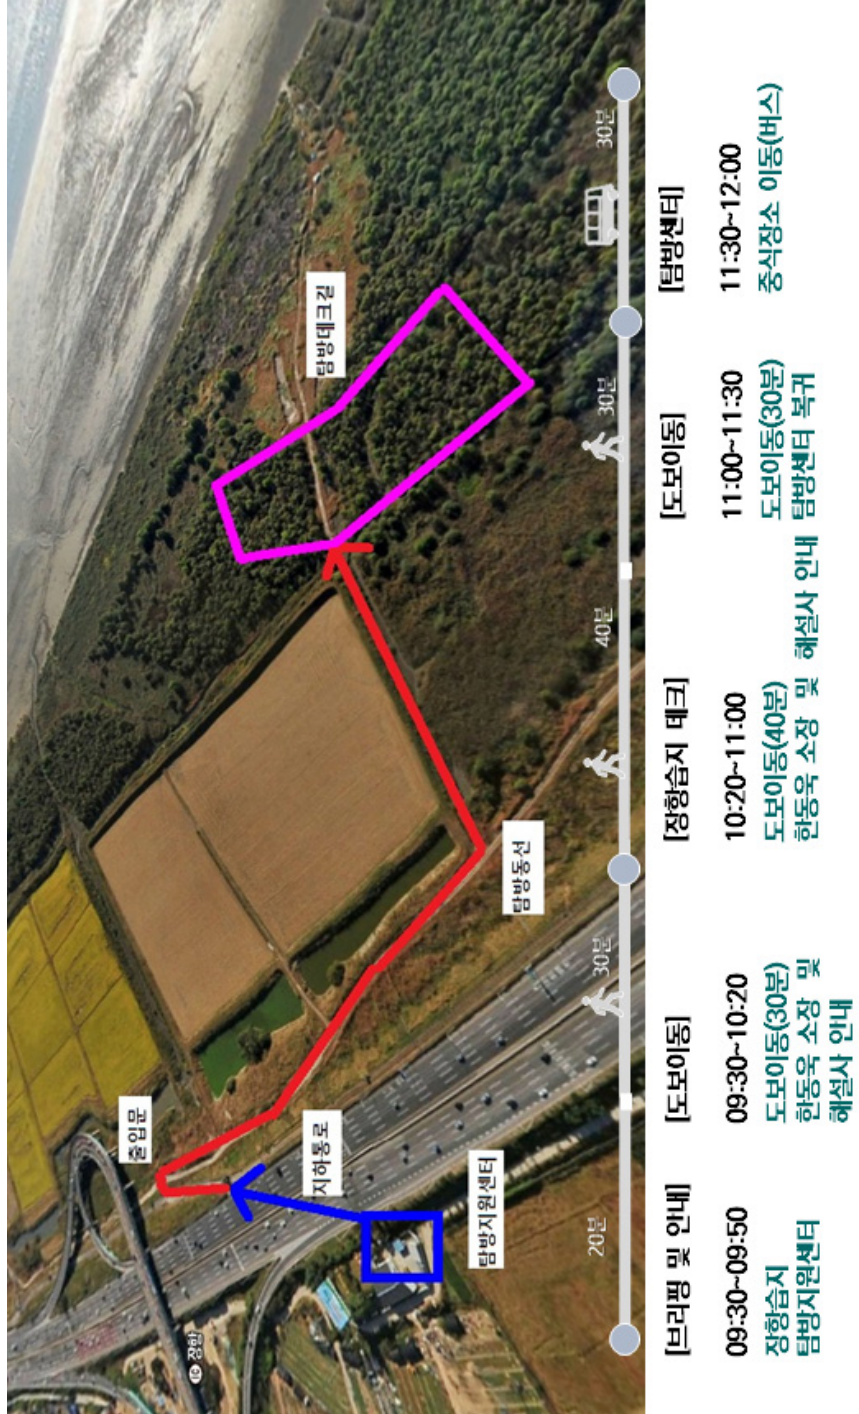 출입문
지하통로
탐방지원센터
탐방동선
탐방데크길
10 장항
20분
30분
40분
30분
30분
[브리핑 및 안내]
09:30~09:50
장항습지
탐방지원센터
[도보이동]
09:30~10:20
도보이동(30분)
한동욱 소장 및
해설사 안내
[장항습지 데크]
10:20~11:00
도보이동(40분)
한동욱 소장 및 해설사 안내
[도보이동]
11:00~11:30
도보이동(30분)
탐방센터 복귀
[탐방센터]
11:30~12:00
중식장소 이동(버스)